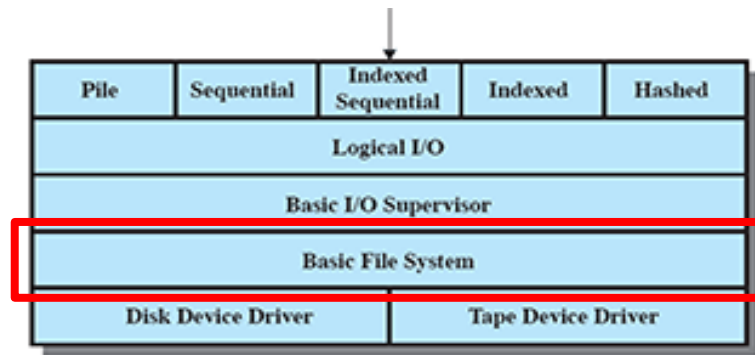 Pile
Sequential
Indexed
Sequential
Indexed
Hashed
Logical I/O
Basic I/O Supervisor
Basic File System
Disk Device Driver
Tape Device Driver